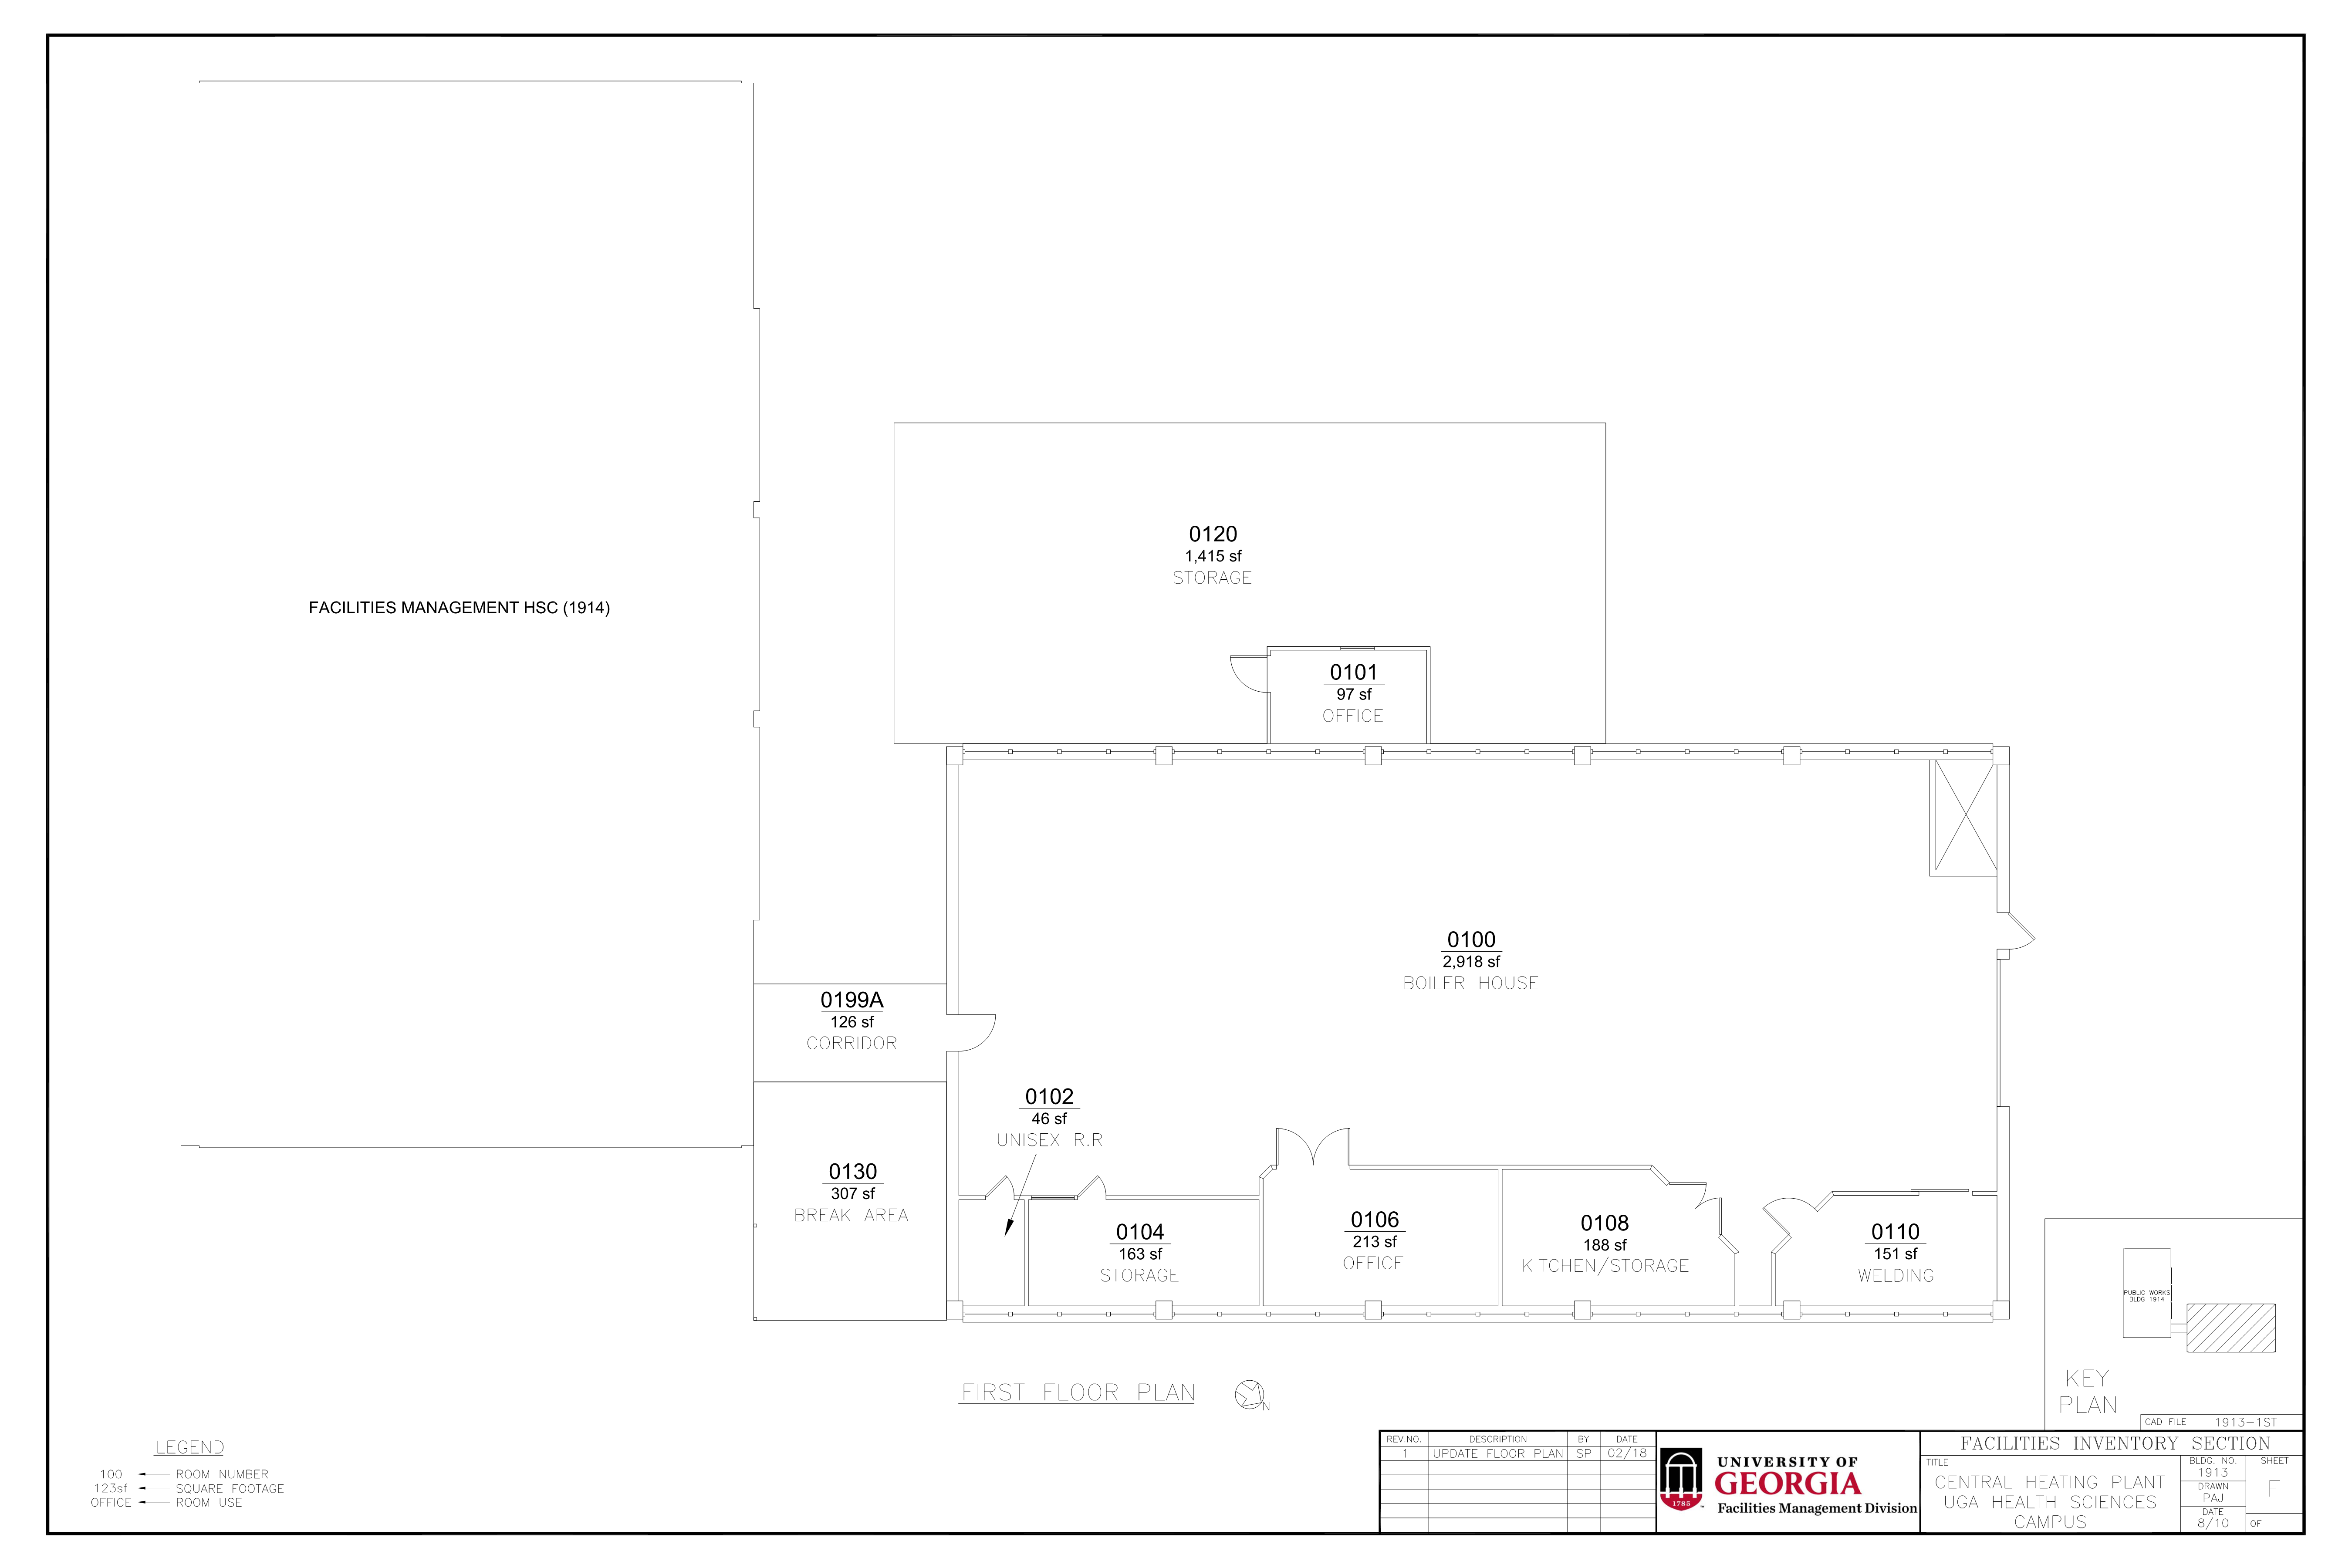 FACILITIES MANAGEMENT HSC (1914)
0120
1,415 sf
STORAGE
0101
97 sf
OFFICE
0100
2,918 sf
BOILER HOUSE
0199A
126 sf
CORRIDOR
0102
46 sf
UNISEX R.R
0130
307 sf
BREAK AREA
0104
163 sf
STORAGE
0106
213 sf
OFFICE
0108
188 sf
KITCHEN/STORAGE
0110
151 sf
WELDING
PUBLIC WORKS
BLDG 1914
KEY
PLAN
CAD FILE 1913-1ST
FIRST FLOOR PLAN
N
LEGEND
100 ROOM NUMBER
123sf SQUARE FOOTAGE
OFFICE ROOM USE
REV.NO. DESCRIPTION BY DATE
1 UPDATE FLOOR PLAN SP 02/18
1785
UNIVERSITY OF
GEORGIA
Facilities Management Division
FACILITIES INVENTORY SECTION
TITLE
CENTRAL HEATING PLANT
UGA HEALTH SCIENCES
CAMPUS
BLDG. NO.
1913
DRAWN
PAJ
DATE
8/10
SHEET
F
OF